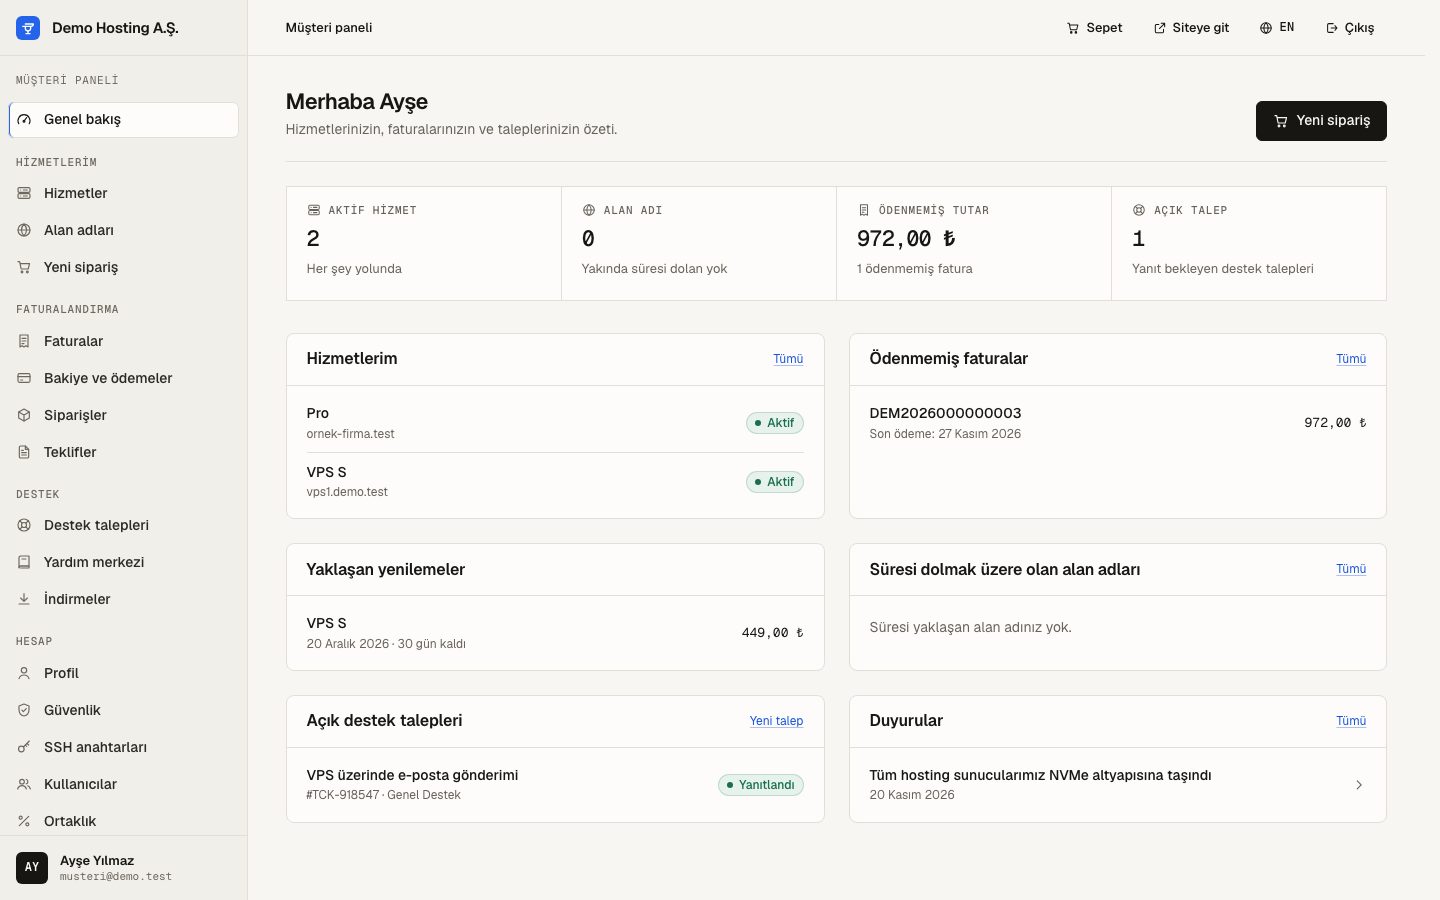 Demo Hosting A.Ş.
MÜŞTERİ PANELİ
Genel bakış
HİZMETLERİM
Hizmetler
Alan adları
Yeni sipariş
FATURALANDIRMA
Faturalar
Bakiye ve ödemeler
Siparişler
Teklifler
DESTEK
Destek talepleri
Yardım merkezi
İndirmeler
HESAP
Profil
Güvenlik
SSH anahtarları
Kullanıcılar
Ortaklık
AY
Ayşe Yılmaz
musteri@demo.test
Müşteri paneli
Sepet
Siteye git
EN
Çıkış
Merhaba Ayşe
Hizmetlerinizin, faturalarınızın ve taleplerinizin özeti.
Yeni sipariş
AKTİF HİZMET
2
Her şey yolunda
ALAN ADI
0
Yakında süresi dolan yok
ÖDENMEMİŞ TUTAR
972,00 ₺
1 ödenmemiş fatura
AÇIK TALEP
1
Yanıt bekleyen destek talepleri
Hizmetlerim
Tümü
Pro
ornek-firma.test
Aktif
VPS S
vps1.demo.test
Aktif
Ödenmemiş faturalar
Tümü
DEM2026000000003
Son ödeme: 27 Kasım 2026
972,00 ₺
Yaklaşan yenilemeler
VPS S
20 Aralık 2026 · 30 gün kaldı
449,00 ₺
Süresi dolmak üzere olan alan adları
Tümü
Süresi yaklaşan alan adınız yok.
Açık destek talepleri
Yeni talep
VPS üzerinde e-posta gönderimi
#TCK-918547 · Genel Destek
Yanıtlandı
Duyurular
Tümü
Tüm hosting sunucularımız NVMe altyapısına taşındı
20 Kasım 2026